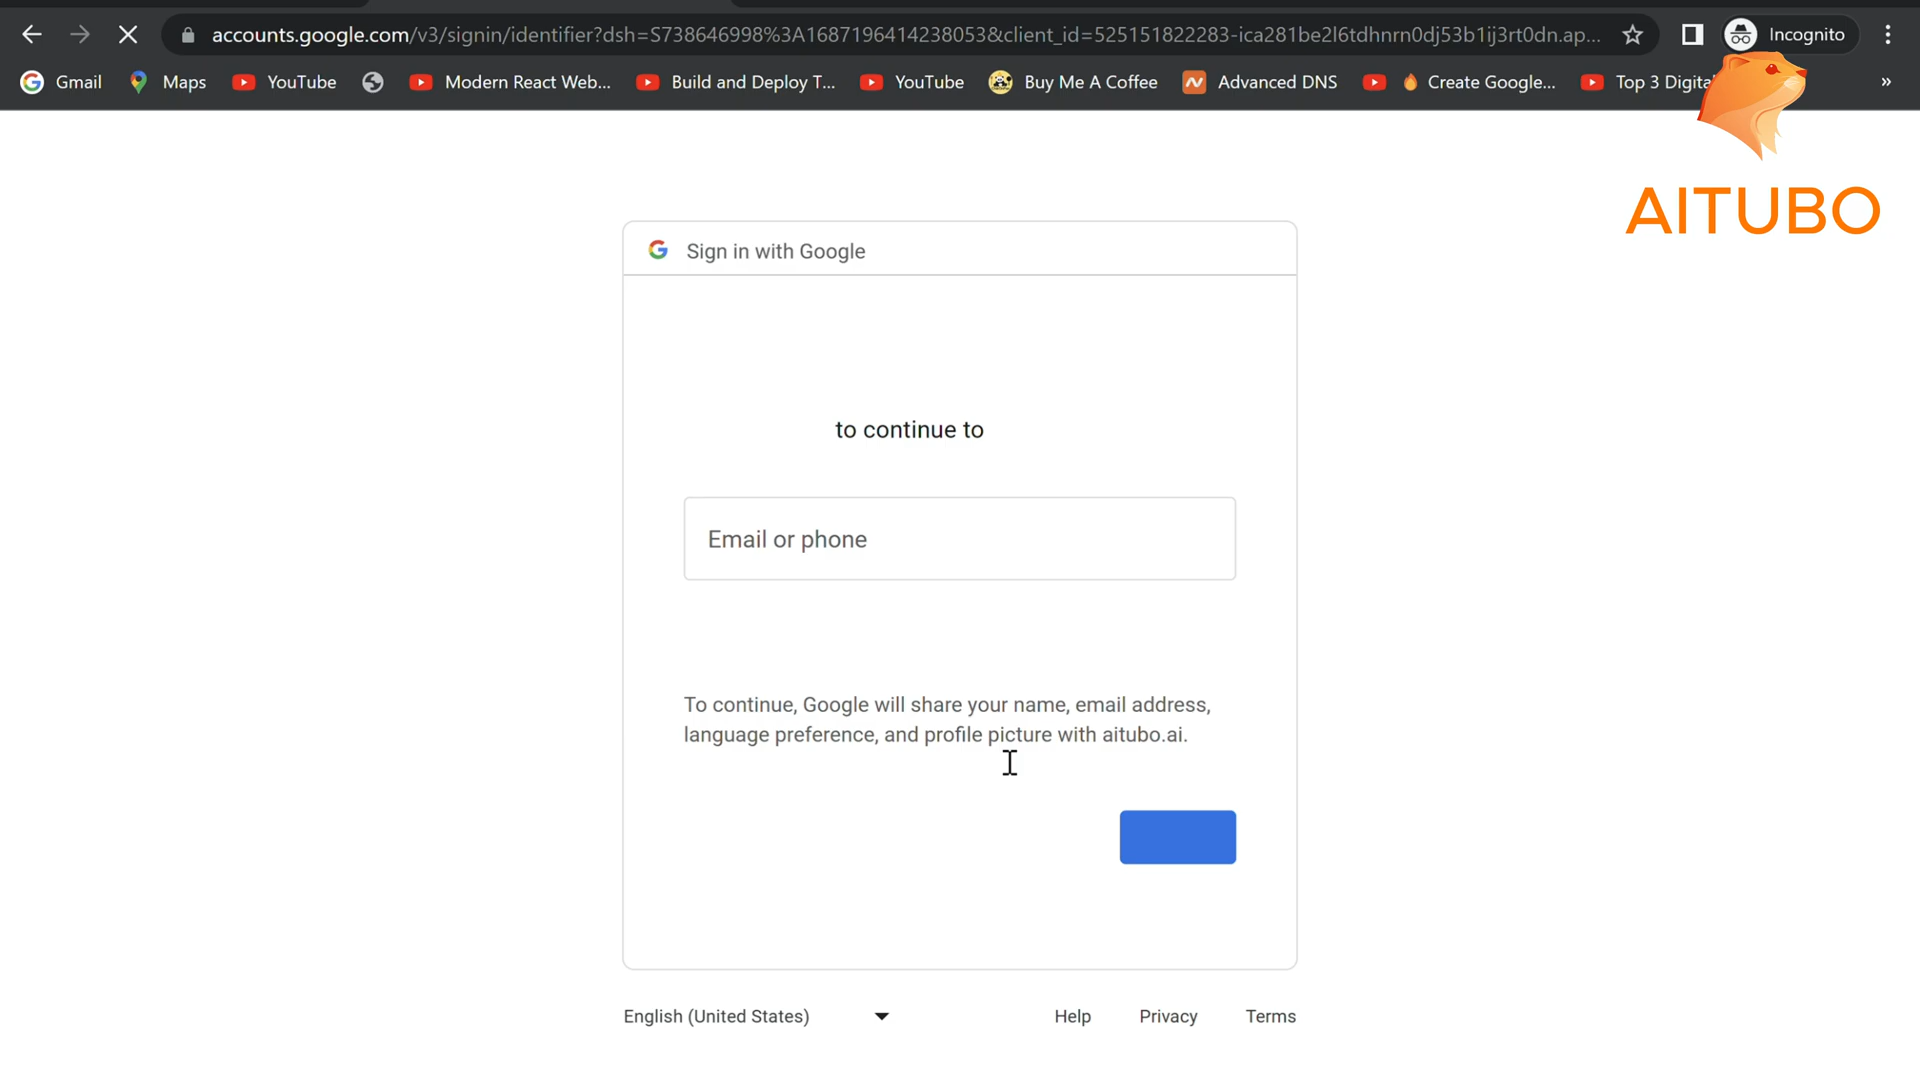 accounts.google.com/v3/signin/identifier?dsh=S738646998%3A1687196414238053&client_id=525151822283-ica281be2l6tdhnrn0dj53b1ij3rt0dn.ap...
Incognito
Gmail Maps YouTube Modern React Web... Build and Deploy T... YouTube Buy Me A Coffee Advanced DNS Create Google... Top 3 Digita »
AITUBO
Sign in with Google
to continue to
Email or phone
To continue, Google will share your name, email address,
language preference, and profile picture with aitubo.ai.
English (United States) Help Privacy Terms